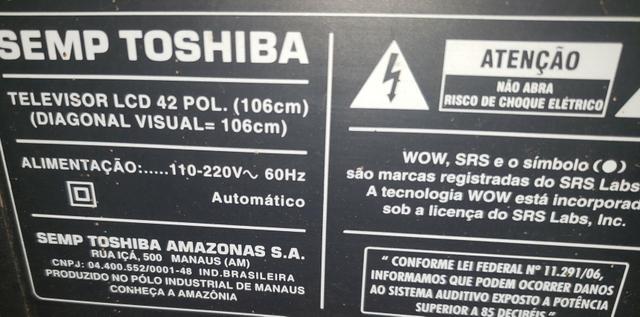 SEMP TOSHIBA
TELEVISOR LCD 42 POL. (106cm)
(DIAGONAL VISUAL= 106cm)
ALIMENTAÇÃO:.....110-220V∿ 60Hz
Automático
SEMP TOSHIBA AMAZONAS S.A.
RUA IÇÁ, 500 MANAUS (AM)
CNPJ: 04.400.552/0001-48 IND.BRASILEIRA
PRODUZIDO NO PÓLO INDUSTRIAL DE MANAUS
CONHEÇA A AMAZÔNIA
ATENÇÃO
NÃO ABRA
RISCO DE CHOQUE ELÉTRICO
WOW, SRS e o símbolo (●)
são marcas registradas do SRS Labs
A tecnologia WOW está incorporad
sob a licença do SRS Labs, Inc.
" CONFORME LEI FEDERAL Nº 11.291/06,
INFORMAMOS QUE PODEM OCORRER DANOS
AO SISTEMA AUDITIVO EXPOSTO A POTÊNCIA
SUPERIOR A 85 DECIBÉIS"